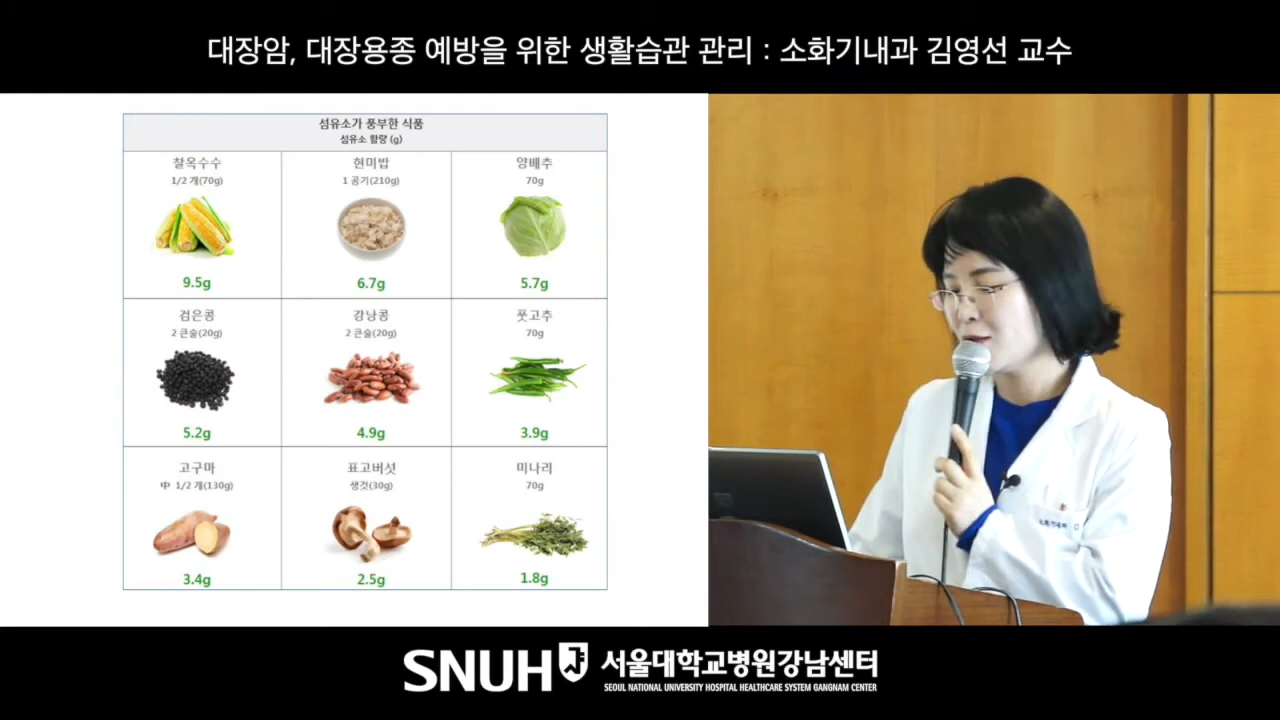 대장암, 대장용종 예방을 위한 생활습관 관리 : 소화기내과 김영선 교수
섬유소가 풍부한 식품
섬유소 함량 (g)
찰옥수수
1/2 개(70g)
9.5g
현미밥
1 공기(210g)
6.7g
양배추
70g
5.7g
검은콩
2 큰술(20g)
5.2g
강낭콩
2 큰술(20g)
4.9g
풋고추
70g
3.9g
고구마
中 1/2 개(130g)
3.4g
표고버섯
생것(30g)
2.5g
미나리
70g
1.8g
소화기내과
SNUH 서울대학교병원강남센터
SEOUL NATIONAL UNIVERSITY HOSPITAL HEALTHCARE SYSTEM GANGNAM CENTER